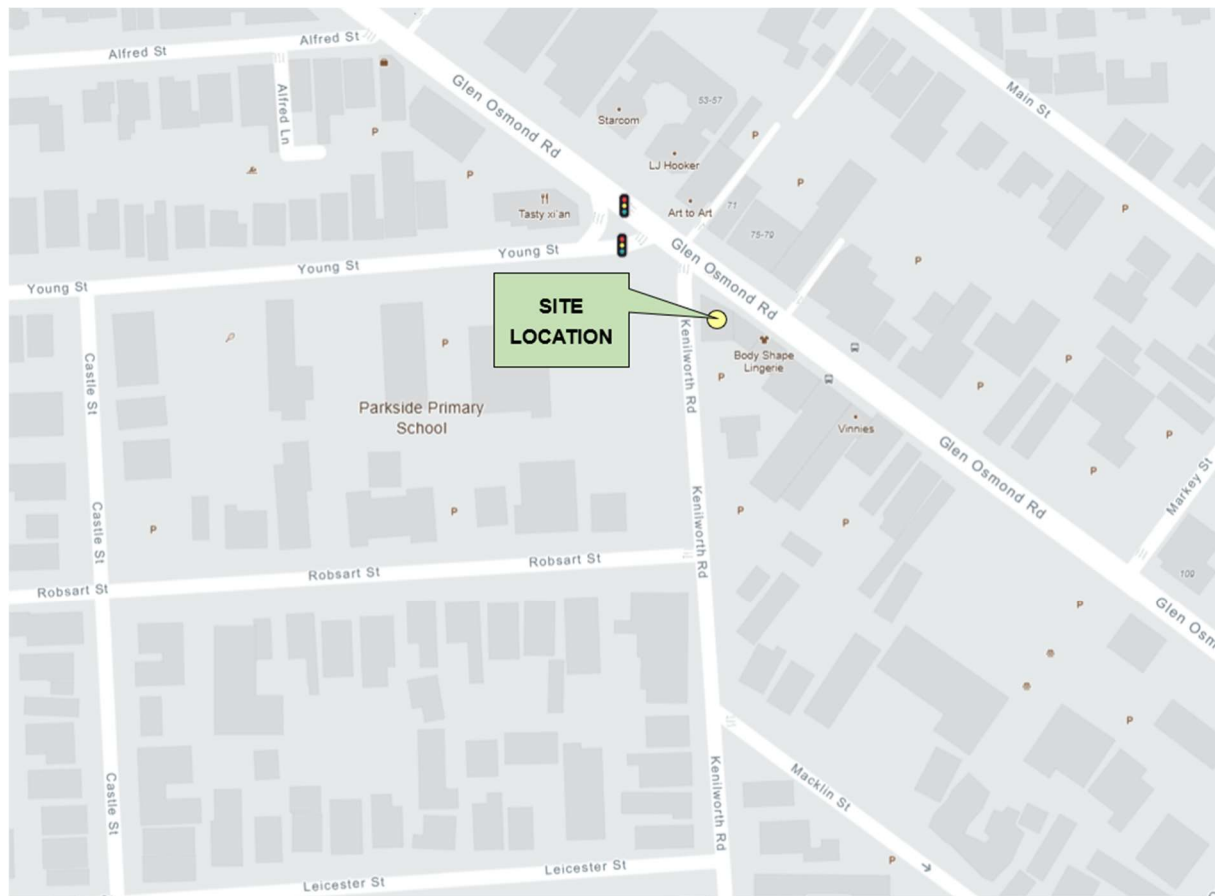 Alfred St
Alfred St
Alfred Ln
Glen Osmond Rd
Main St
53-57
Starcom
LJ Hooker
P
P
P
P
P
Tasty xi'an
Art to Art
71
75-79
Young St
Young St
Young St
Glen Osmond Rd
P
SITE
LOCATION
Kenilworth Rd
Castle St
P
Body Shape
Lingerie
P
P
P
Parkside Primary
School
Vinnies
P
P
Glen Osmond Rd
Markey St
Castle St
P
P
Kenilworth Rd
P
P
Robsart St
Robsart St
Robsart St
109
P
Glen Osm
P
Castle St
Kenilworth Rd
Macklin St
P
Leicester St
Leicester St